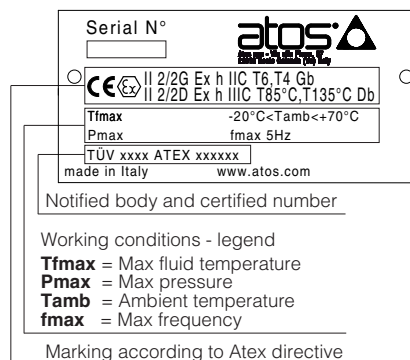 Serial N°
atos
II 2/2G Ex h IIC T6,T4 Gb
II 2/2D Ex h IIIC T85°C,T135°C Db
Tfmax -20°C<Tamb<+70°C
Pmax fmax 5Hz
TÜV xxxx ATEX xxxxxx
made in Italy www.atos.com
Notified body and certified number
Working conditions - legend
Tfmax = Max fluid temperature
Pmax = Max pressure
Tamb = Ambient temperature
fmax = Max frequency
Marking according to Atex directive